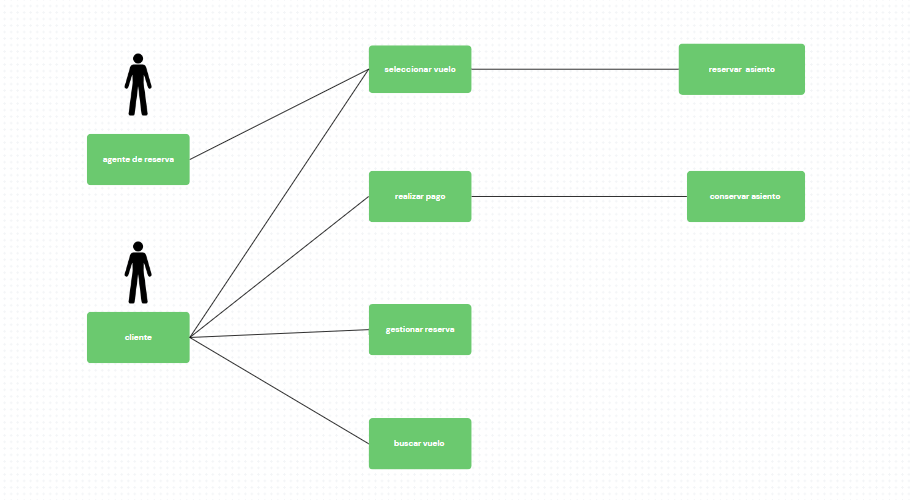 seleccionar vuelo
reservar asiento
agente de reserva
realizar pago
conservar asiento
cliente
gestionar reserva
buscar vuelo